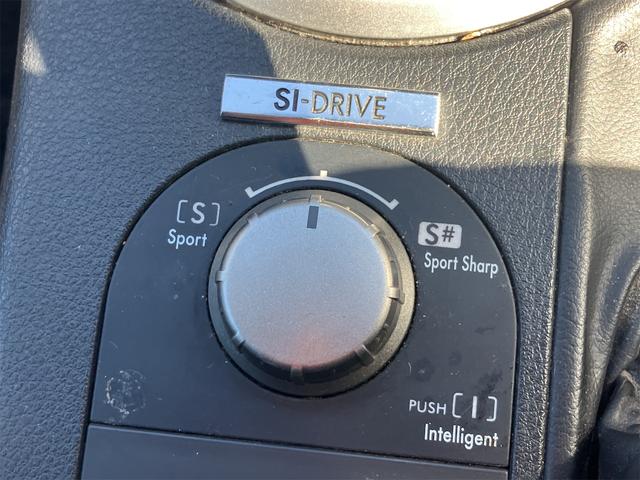 SI-DRIVE
[S]
Sport
S#
Sport Sharp
PUSH [I]
Intelligent